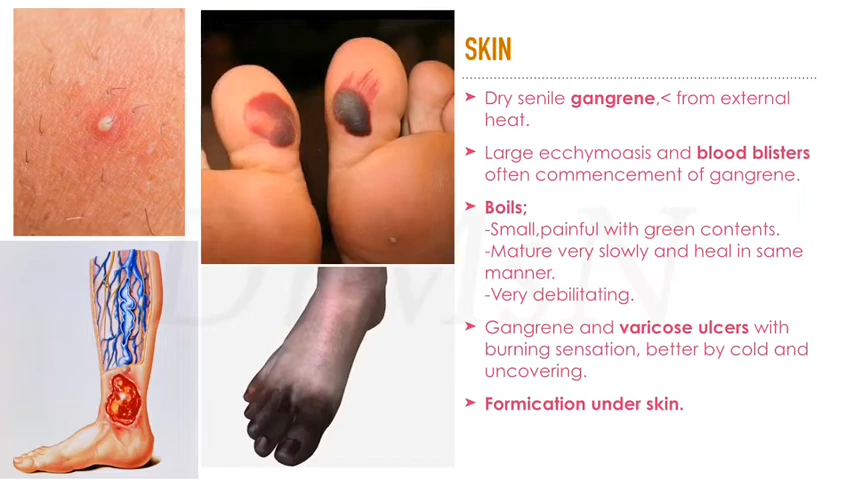 SKIN
➤ Dry senile gangrene,< from external
heat.
➤ Large ecchymoasis and blood blisters
often commencement of gangrene.
➤ Boils;
-Small,painful with green contents.
-Mature very slowly and heal in same
manner.
-Very debilitating.
➤ Gangrene and varicose ulcers with
burning sensation, better by cold and
uncovering.
➤ Formication under skin.